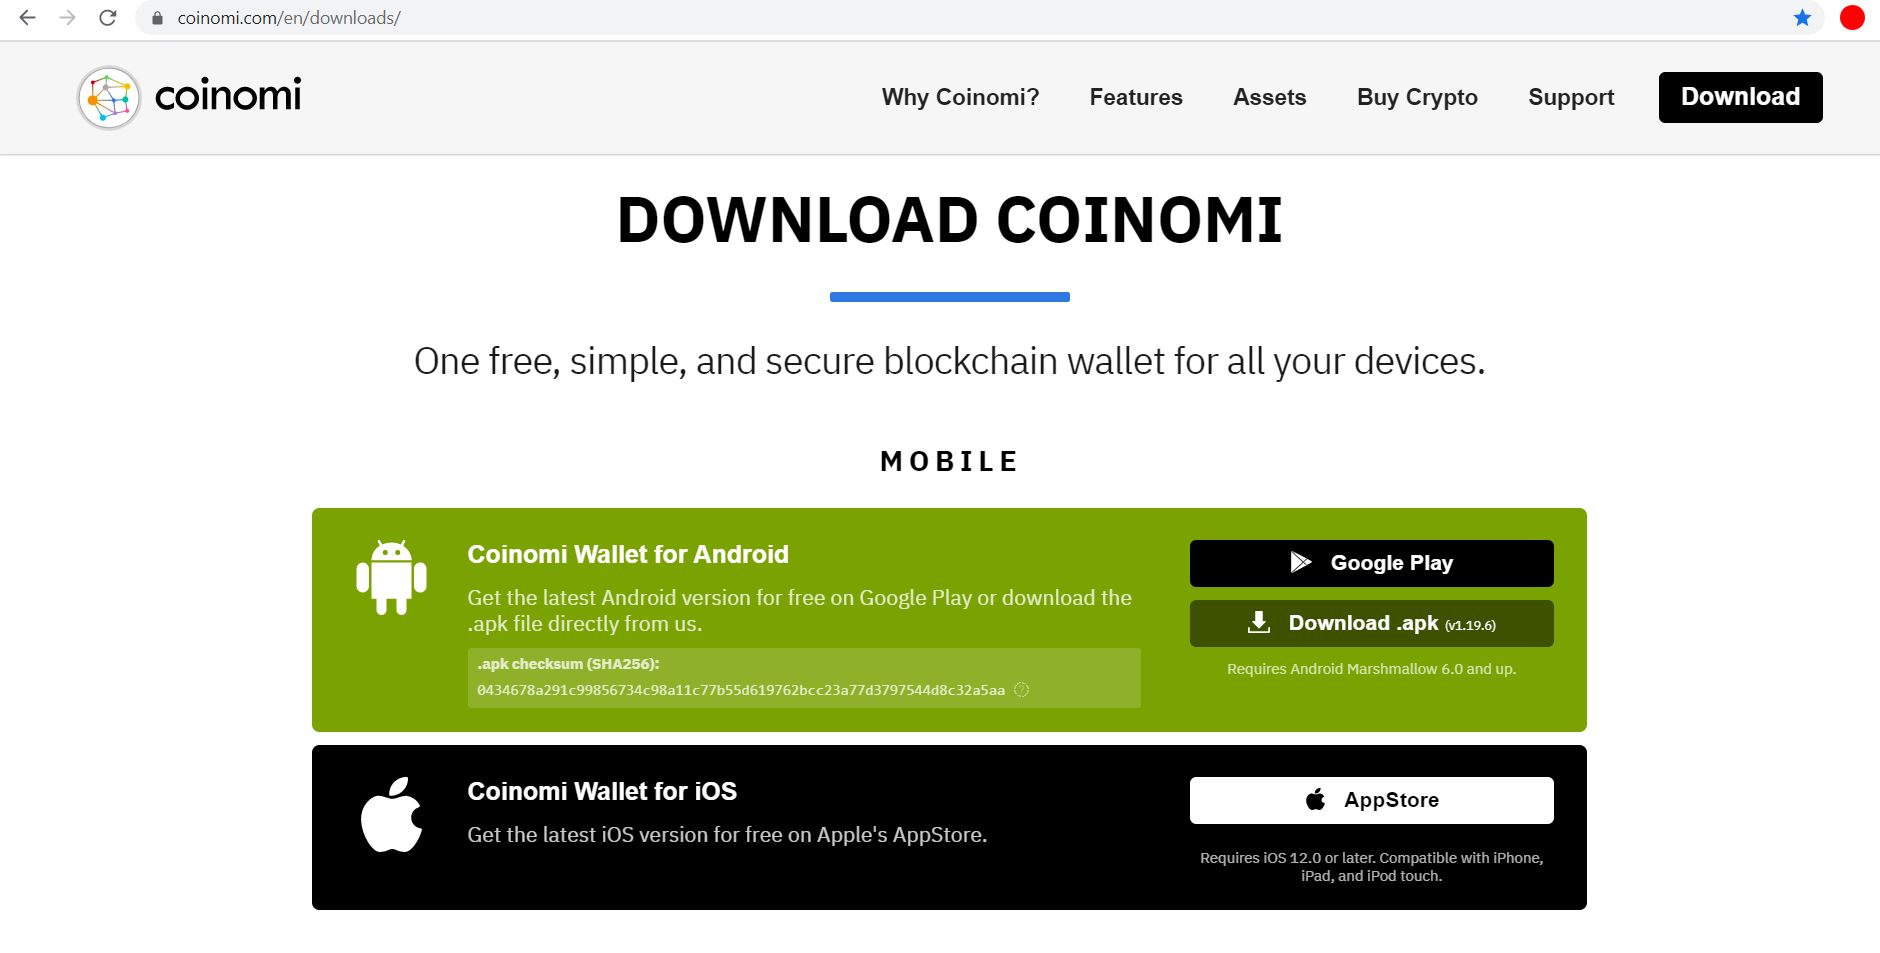 coinomi.com/en/downloads/
coinomi
Why Coinomi?
Features
Assets
Buy Crypto
Support
Download
DOWNLOAD COINOMI
One free, simple, and secure blockchain wallet for all your devices.
MOBILE
Coinomi Wallet for Android
Get the latest Android version for free on Google Play or download the
.apk file directly from us.
.apk checksum (SHA256):
0434678a291c99856734c98a11c77b55d619762bcc23a77d3797544d8c32a5aa
Google Play
Download .apk (v1.19.6)
Requires Android Marshmallow 6.0 and up.
Coinomi Wallet for iOS
Get the latest iOS version for free on Apple's AppStore.
AppStore
Requires iOS 12.0 or later. Compatible with iPhone,
iPad, and iPod touch.